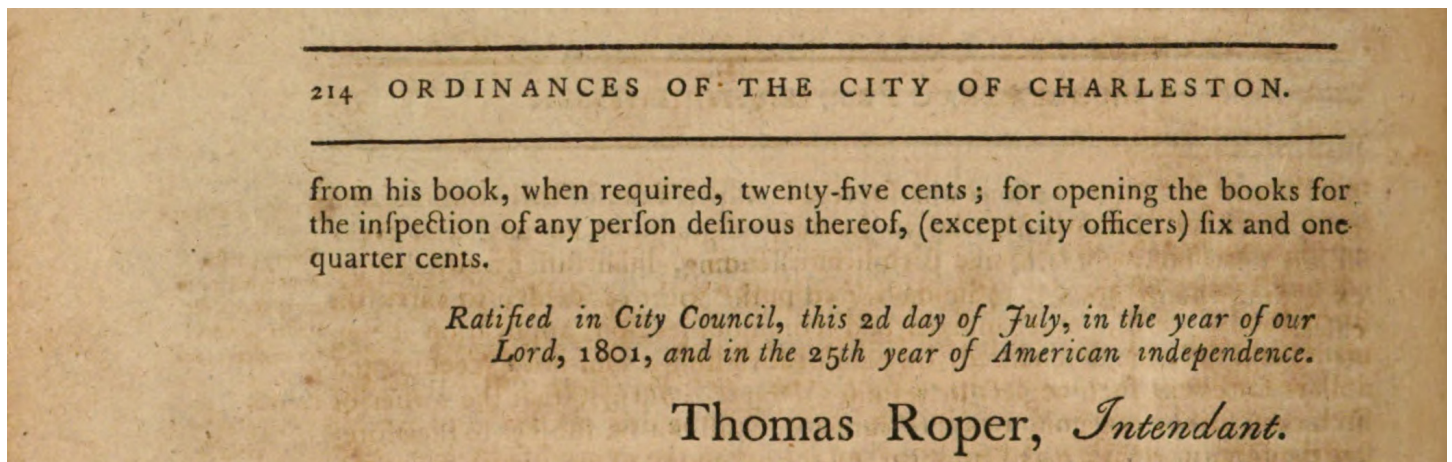 214 ORDINANCES OF THE CITY OF CHARLESTON.
from his book, when required, twenty-five cents; for opening the books for
the inſpection of any perſon deſirous thereof, (except city officers) ſix and one
quarter cents.
Ratified in City Council, this 2d day of July, in the year of our
Lord, 1801, and in the 25th year of American independence.
Thomas Roper, Intendant.